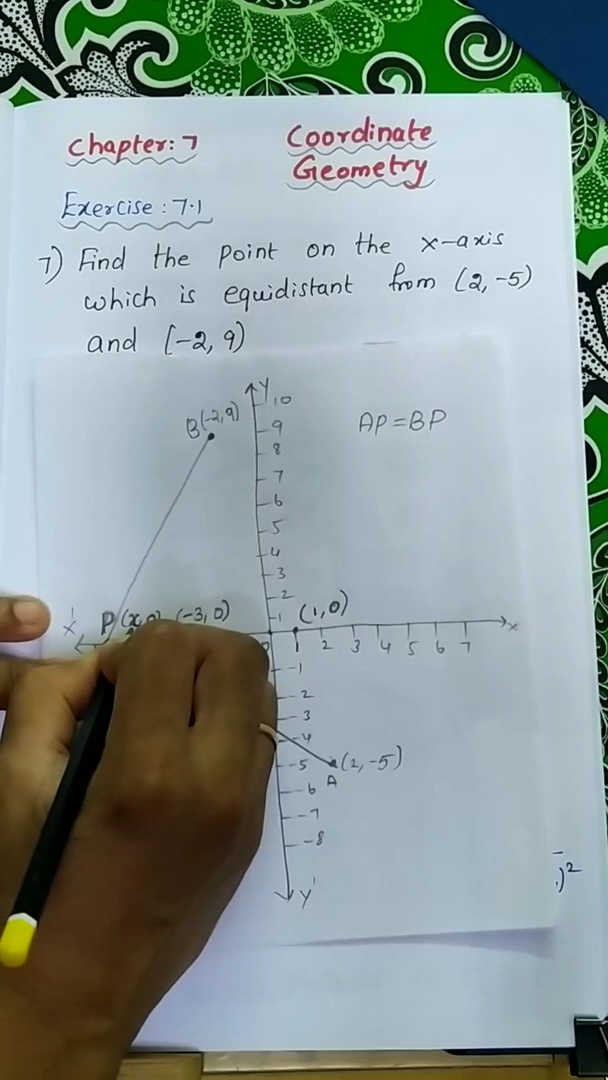 Chapter: 7
Coordinate
Geometry
Exercise: 7.1
7) Find the point on the x-axis
which is equidistant from (2, -5)
and (-2, 9)
Y
10
B(-2,9)
AP=BP
9
8
7
6
5
4
3
2
1
X'
P (x, 0) (-3, 0)
(1, 0)
X
1 2 3 4 5 6 7
-1
-2
-3
-4
-5
A
(2, -5)
-6
-7
-8
Y'
)²